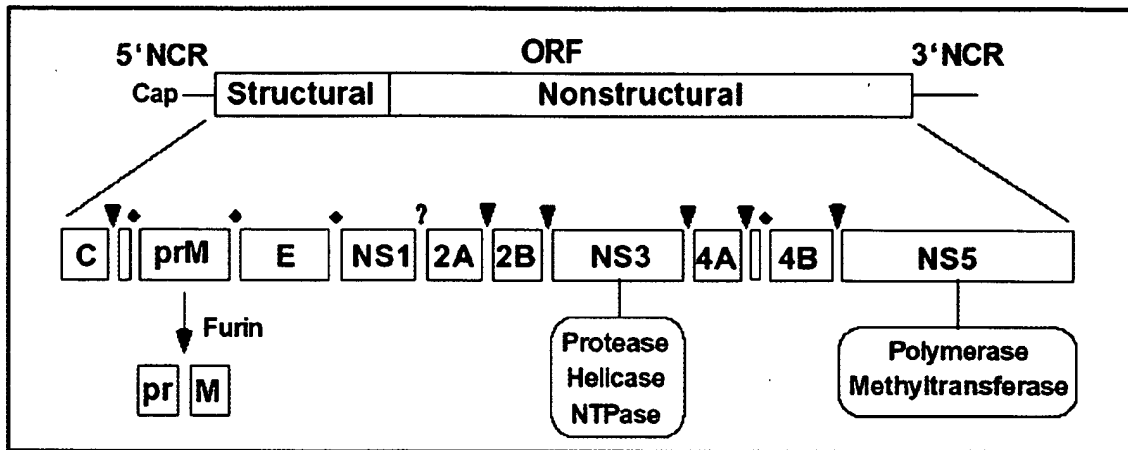 5‘NCR ORF 3‘NCR
Cap
Structural Nonstructural
?
C prM E NS1 2A 2B NS3 4A 4B NS5
Furin
pr M
Protease
Helicase
NTPase
Polymerase
Methyltransferase